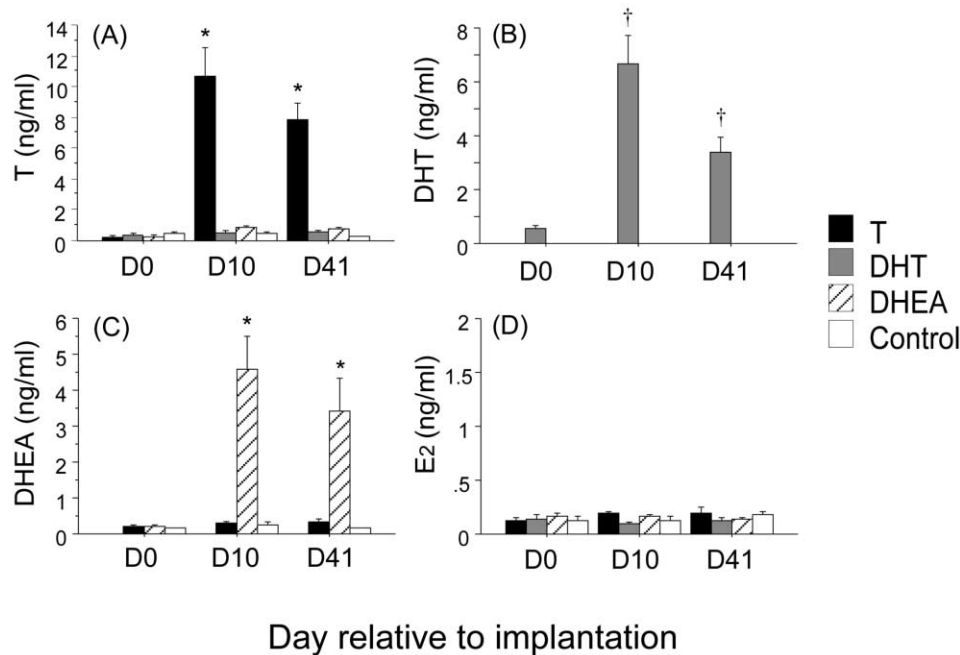 (A)
T (ng/ml)
14
12
10
8
6
4
2
0
*
*
D0 D10 D41
(B)
DHT (ng/ml)
8
6
4
2
0
†
†
D0 D10 D41
(C)
DHEA (ng/ml)
6
5
4
3
2
1
0
*
*
D0 D10 D41
(D)
E2 (ng/ml)
2
1.5
1
.5
0
D0 D10 D41
T
DHT
DHEA
Control
Day relative to implantation